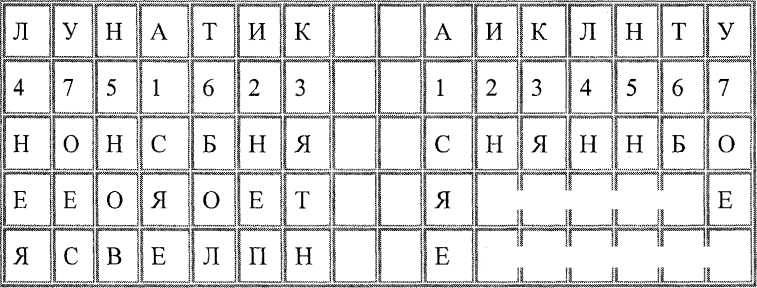 Л У Н А Т И К А И К Л Н Т У
4 7 5 1 6 2 3 1 2 3 4 5 6 7
Н О Н С Б Н Я С Н Я Н Н Б О
Е Е О Я О Е Т Я Е
Я С В Е Л П Н Е